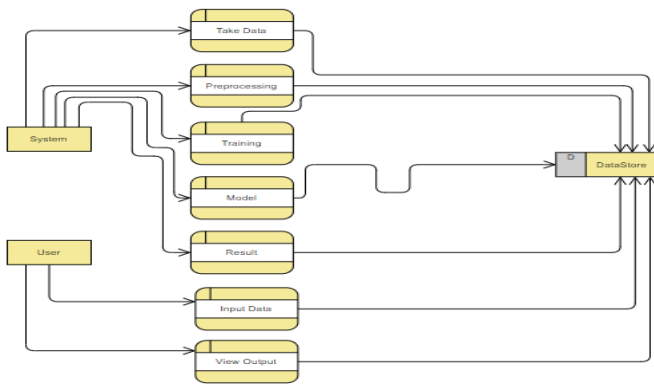 Take Data
Preprocessing
System
Training
D
DataStore
Model
User
Result
Input Data
View Output